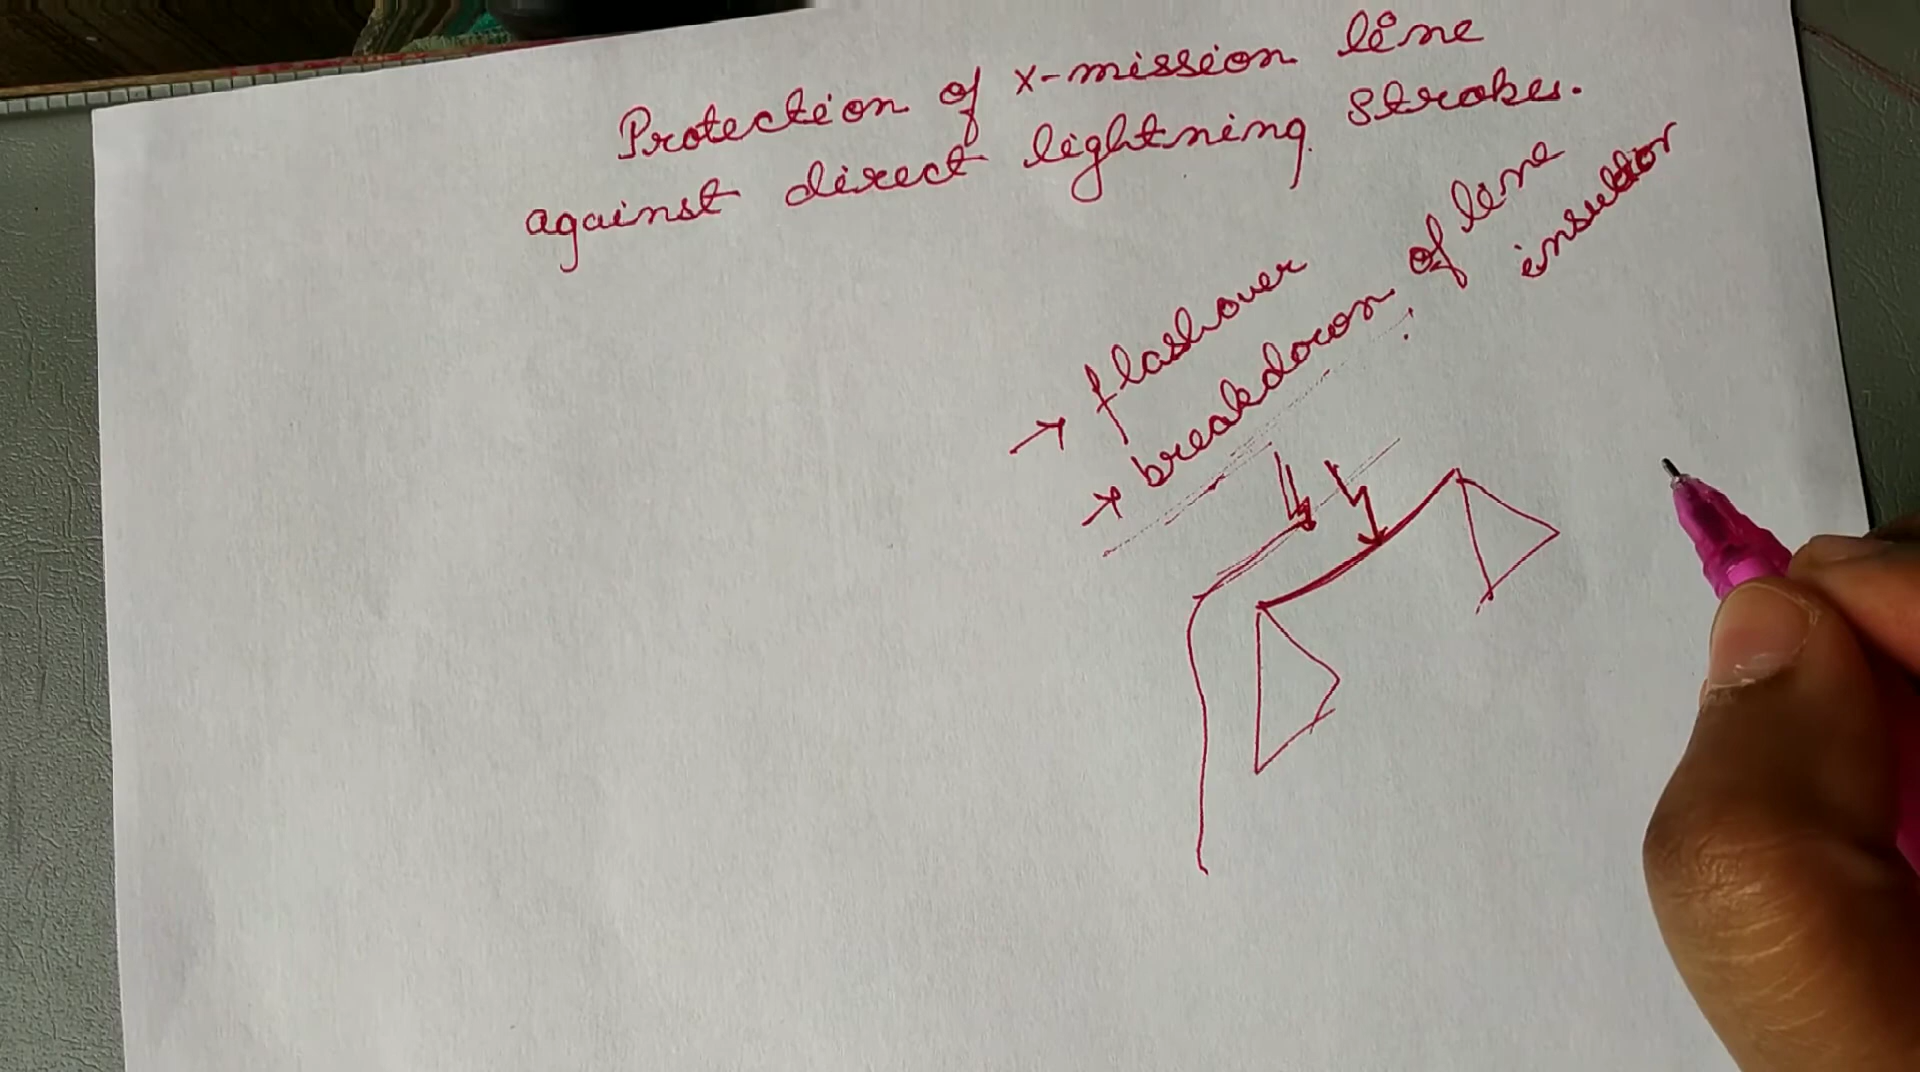 Protection of x-mission line
against direct lightning strokes.
→ flashover
→ breakdown of line
insulator